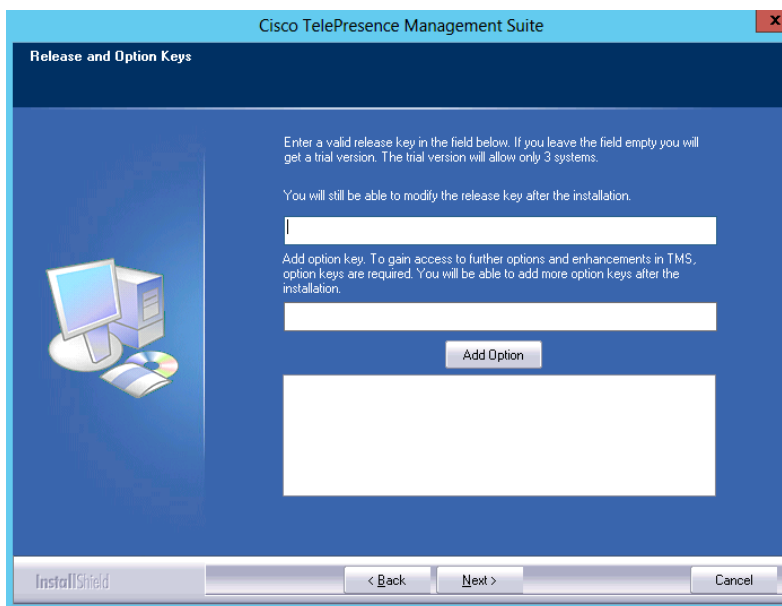 Cisco TelePresence Management Suite
x
Release and Option Keys
Enter a valid release key in the field below. If you leave the field empty you will
get a trial version. The trial version will allow only 3 systems.
You will still be able to modify the release key after the installation.
Add option key. To gain access to further options and enhancements in TMS,
option keys are required. You will be able to add more option keys after the
installation.
Add Option
InstallShield
< Back
Next >
Cancel